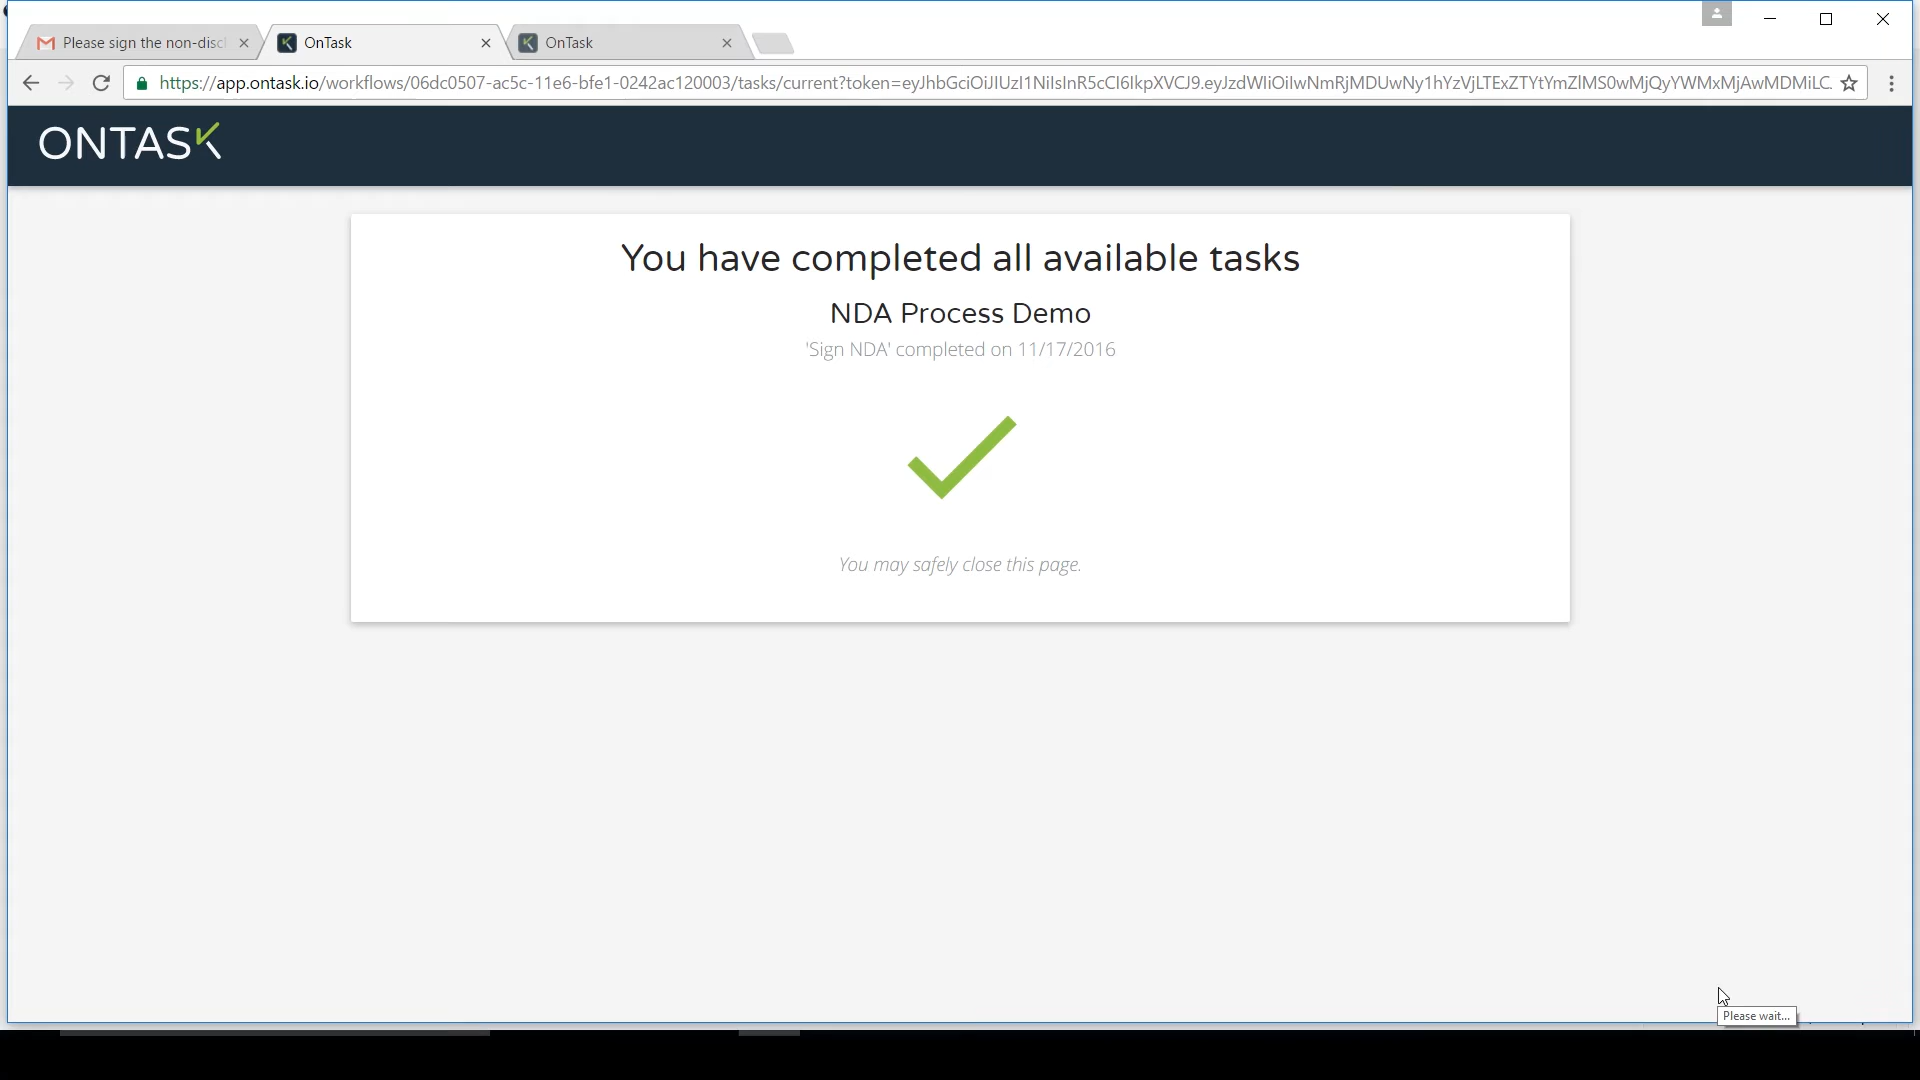 Please sign the non-discl
OnTask
OnTask
https://app.ontask.io/workflows/06dc0507-ac5c-11e6-bfe1-0242ac120003/tasks/current?token=eyJhbGciOiJIUzI1NiIsInR5cCI6IkpXVCJ9.eyJzdWIiOiIwNmRjMDUwNy1hYzVjLTExZTYtYmZlMS0wMjQyYWMxMjAwMDMiLC
ONTASK
You have completed all available tasks
NDA Process Demo
'Sign NDA' completed on 11/17/2016
You may safely close this page.
Please wait...